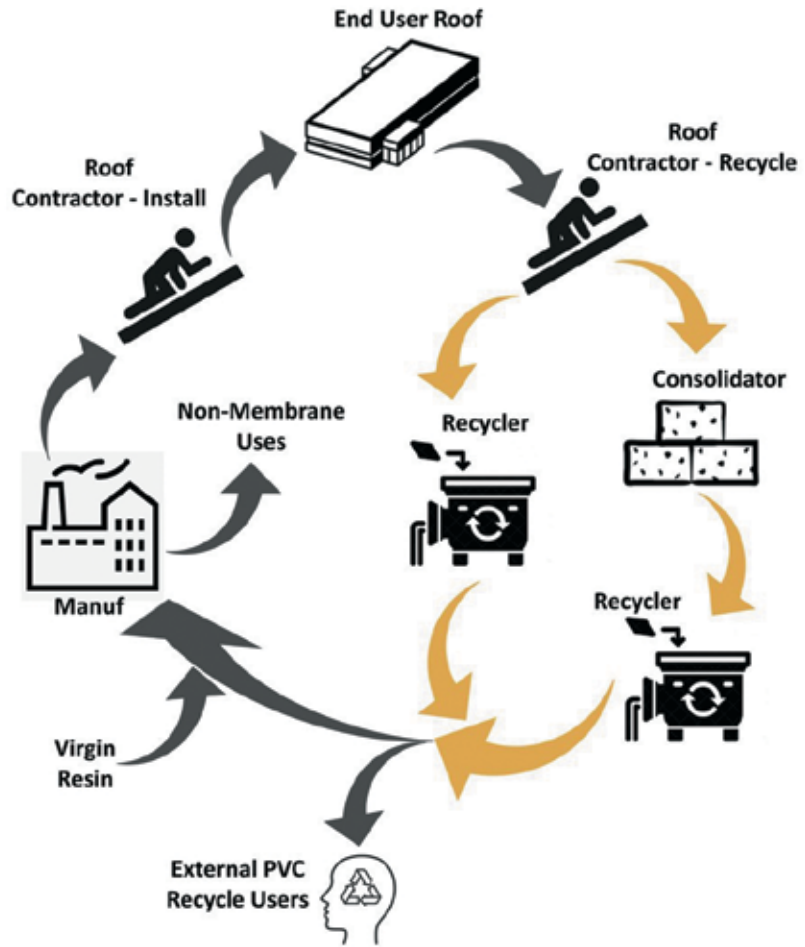 End User Roof
Roof
Contractor - Recycle
Roof
Contractor - Install
Consolidator
Non-Membrane
Uses
Recycler
Manuf
Recycler
Virgin
Resin
External PVC
Recycle Users